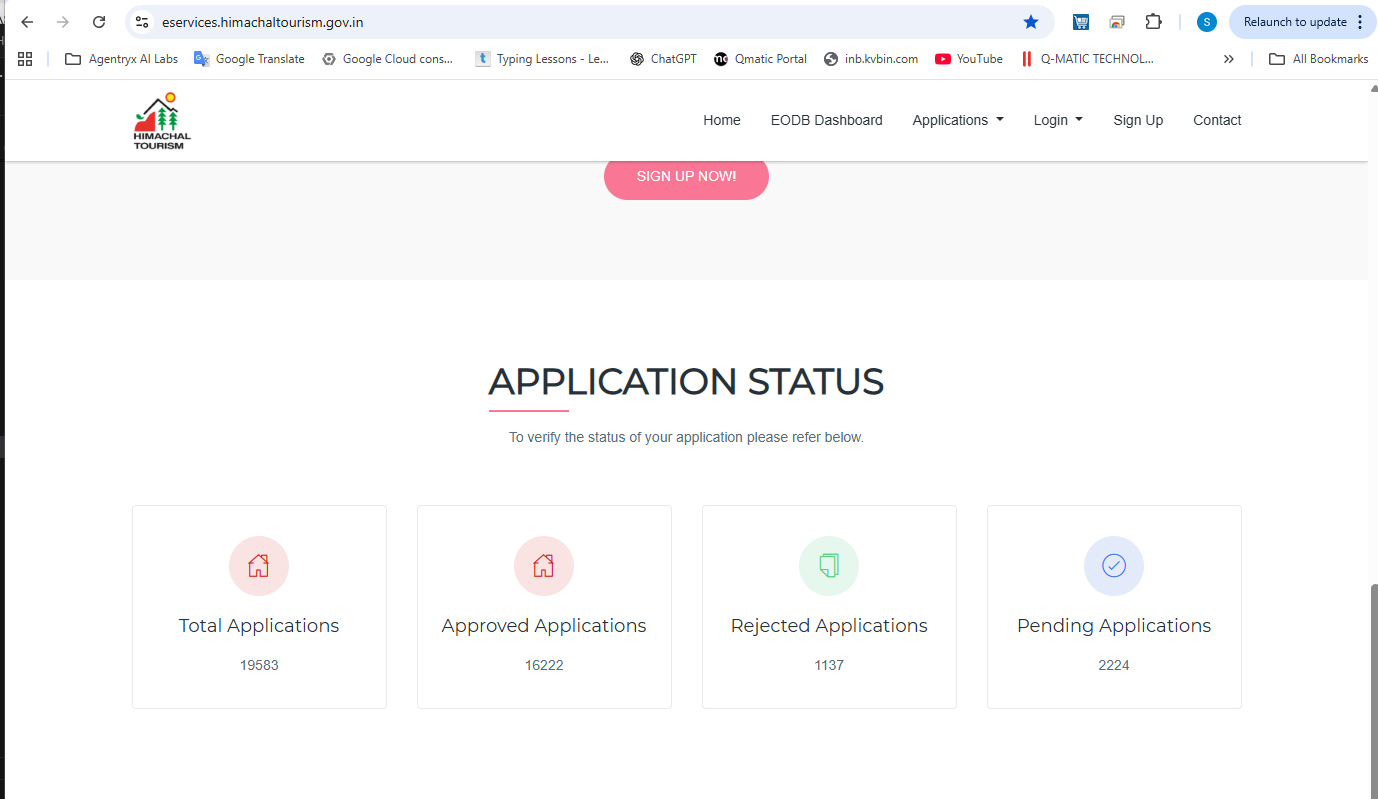 eservices.himachaltourism.gov.in
S
Relaunch to update
Agentryx AI Labs
Google Translate
Google Cloud cons...
Typing Lessons - Le...
ChatGPT
Qmatic Portal
inb.kvbin.com
YouTube
Q-MATIC TECHNOL...
All Bookmarks
HIMACHAL
TOURISM
Home
EODB Dashboard
Applications
Login
Sign Up
Contact
SIGN UP NOW!
APPLICATION STATUS
To verify the status of your application please refer below.
Total Applications
19583
Approved Applications
16222
Rejected Applications
1137
Pending Applications
2224